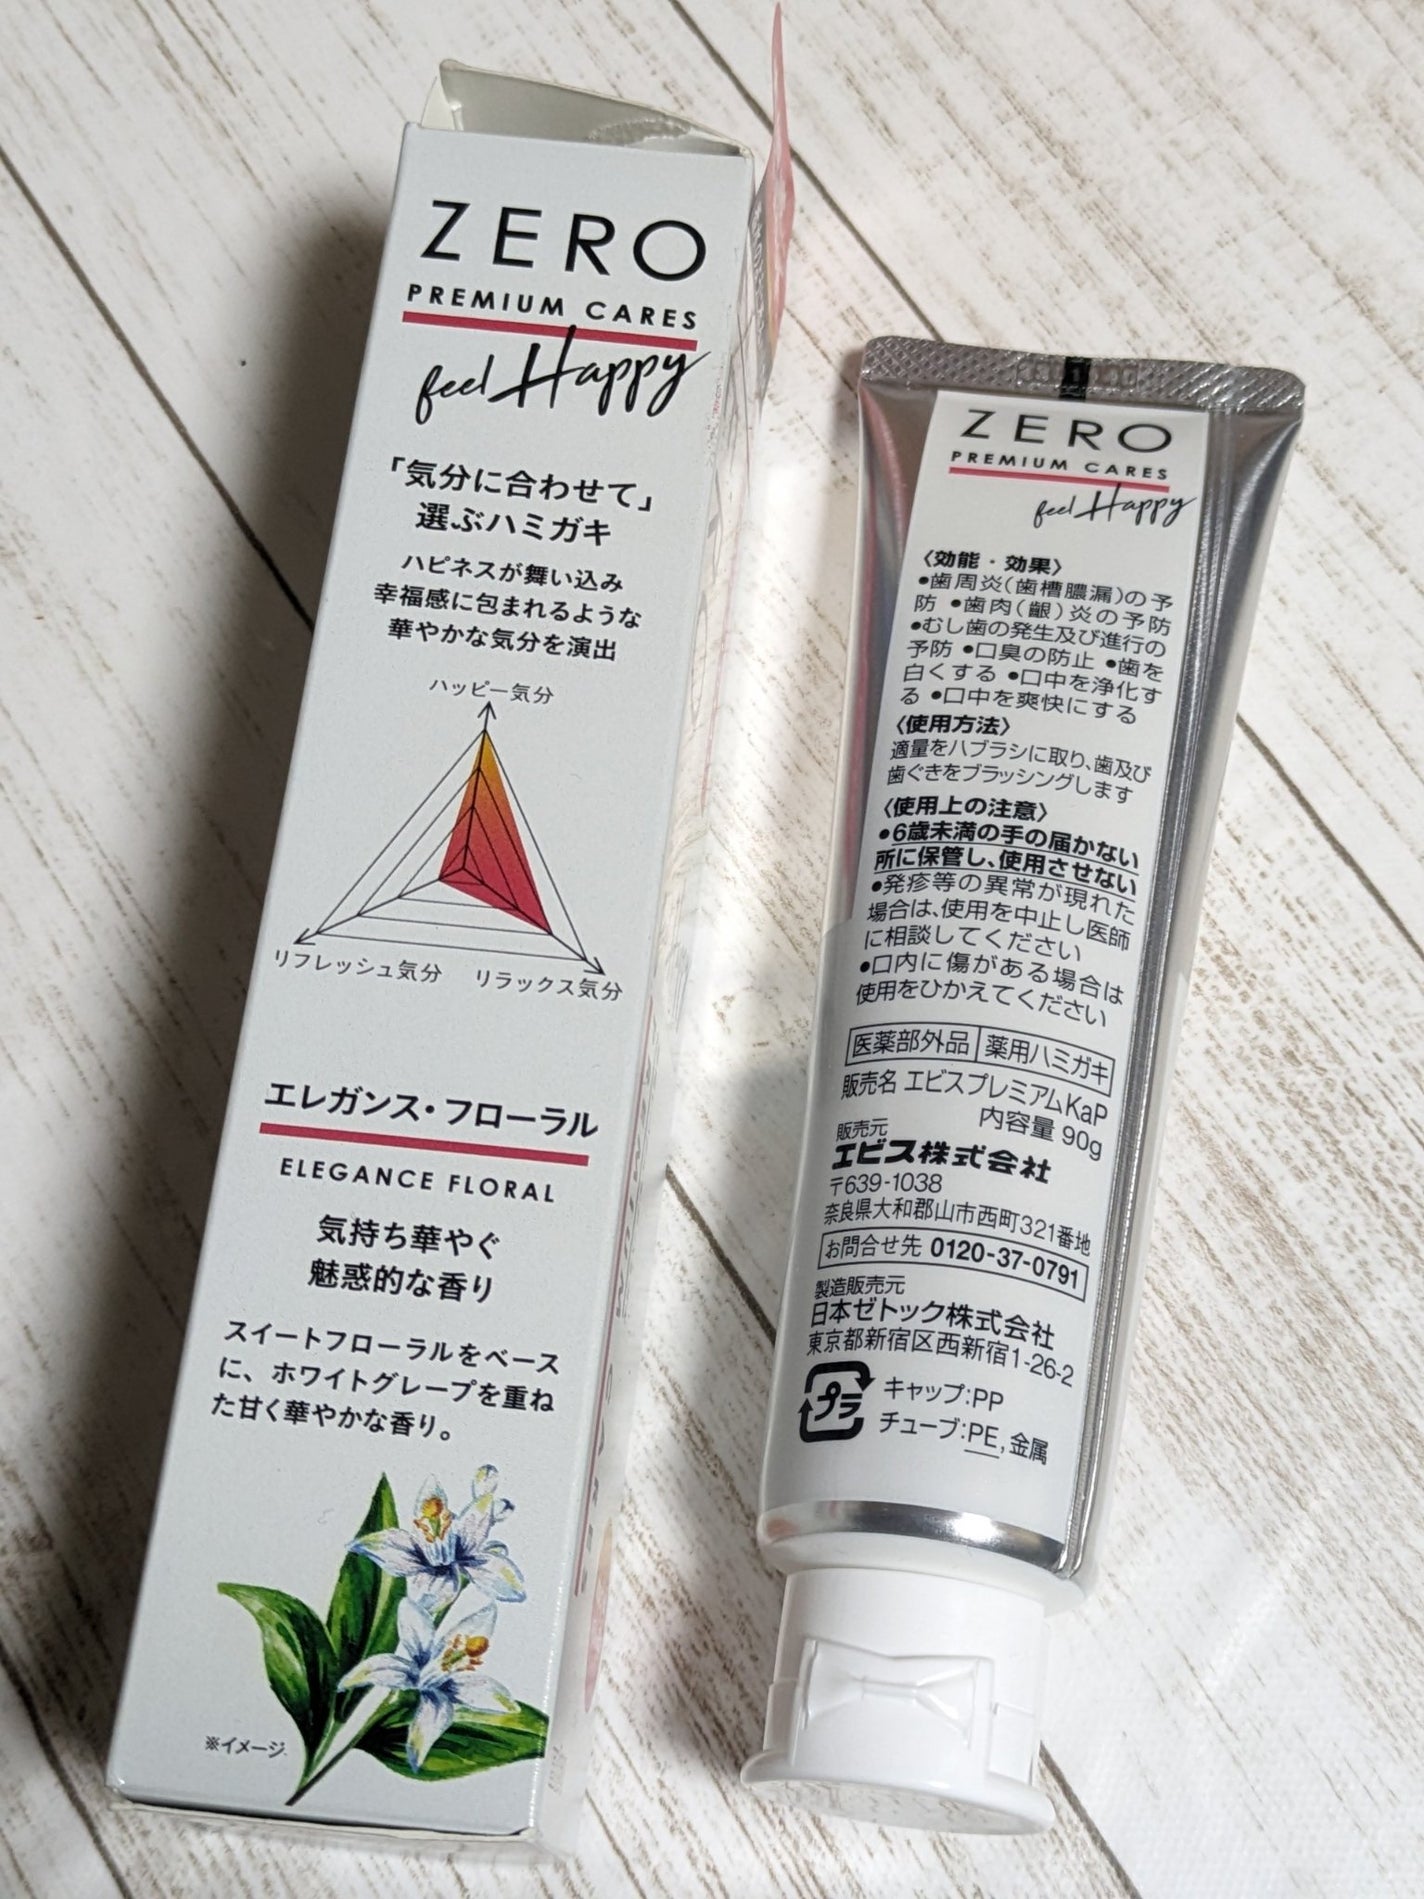 ZERO
PREMIUM CARES
feel Happy
「気分に合わせて」
選ぶハミガキ
ハピネスが舞い込み
幸福感に包まれるような
華やかな気分を演出
ハッピー気分
リフレッシュ気分
リラックス気分
エレガンス・フローラル
ELEGANCE FLORAL
気持ち華やぐ
魅惑的な香り
スイートフローラルをベース
に、ホワイトグレープを重ね
た甘く華やかな香り。
※イメージ
ZERO
PREMIUM CARES
feel Happy
〈効能・効果〉
●歯周炎(歯槽膿漏)の予
防 ●歯肉(齦)炎の予防
●むし歯の発生及び進行の
予防 ●口臭の防止 ●歯を
白くする ●口中を浄化す
る ●口中を爽快にする
〈使用方法〉
適量をハブラシに取り、歯及び
歯ぐきをブラッシングします
〈使用上の注意〉
●6歳未満の手の届かない
所に保管し、使用させない
●発疹等の異常が現れた
場合は、使用を中止し医師
に相談してください
●口内に傷がある場合は
使用をひかえてください
医薬部外品 薬用ハミガキ
販売名 エビスプレミアムKaP
内容量 90g
販売元
エビス株式会社
〒639-1038
奈良県大和郡山市西町321番地
お問合せ先 0120-37-0791
製造販売元
日本ゼトック株式会社
東京都新宿区西新宿1-26-2
プラ
キャップ:PP
チューブ:PE,金属